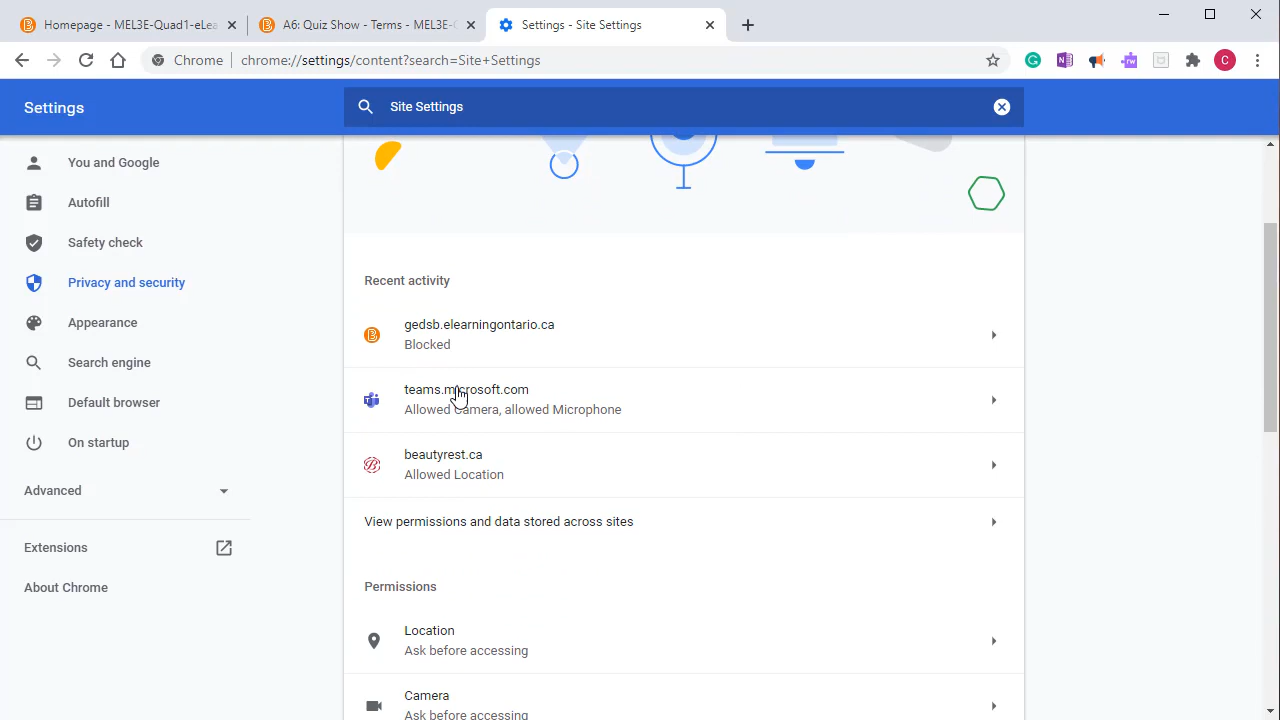 Homepage - MEL3E-Quad1-eLea
A6: Quiz Show - Terms - MEL3E-
Settings - Site Settings
Chrome
chrome://settings/content?search=Site+Settings
C
Settings
Site Settings
You and Google
Autofill
Safety check
Privacy and security
Appearance
Search engine
Default browser
On startup
Advanced
Extensions
About Chrome
Recent activity
gedsb.elearningontario.ca
Blocked
teams.microsoft.com
Allowed Camera, allowed Microphone
beautyrest.ca
Allowed Location
View permissions and data stored across sites
Permissions
Location
Ask before accessing
Camera
Ask before accessing